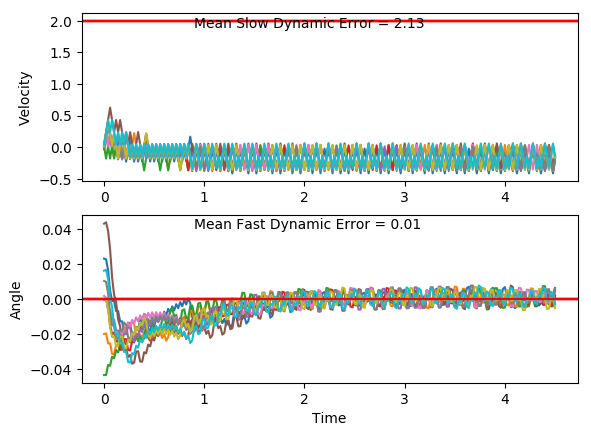 Mean Slow Dynamic Error = 2.13
2.0
1.5
1.0
0.5
0.0
−0.5
Velocity
0 1 2 3 4
Mean Fast Dynamic Error = 0.01
0.04
0.02
0.00
−0.02
−0.04
Angle
0 1 2 3 4
Time